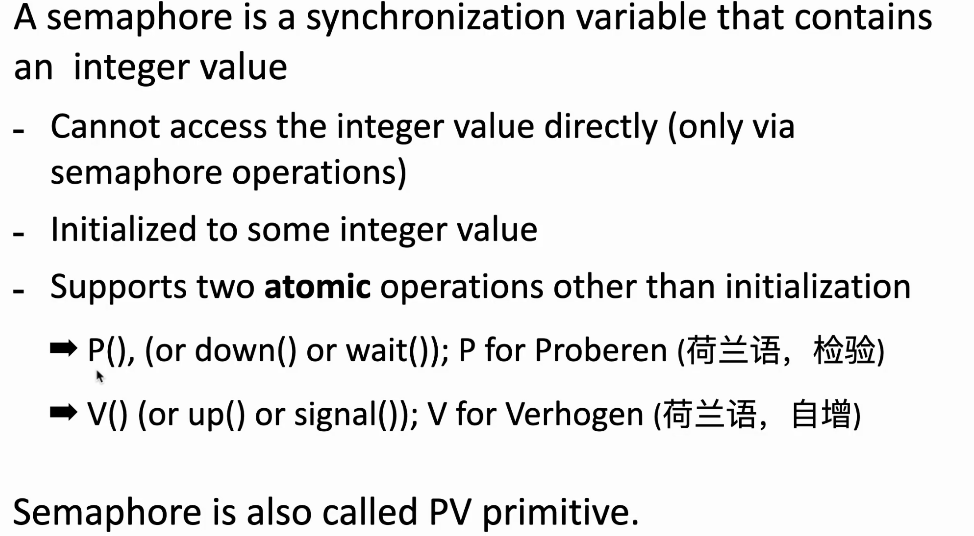 A semaphore is a synchronization variable that contains
an integer value
- Cannot access the integer value directly (only via
semaphore operations)
- Initialized to some integer value
- Supports two atomic operations other than initialization
➡ P(), (or down() or wait()); P for Proberen (荷兰语，检验)
➡ V() (or up() or signal()); V for Verhogen (荷兰语，自增)
Semaphore is also called PV primitive.